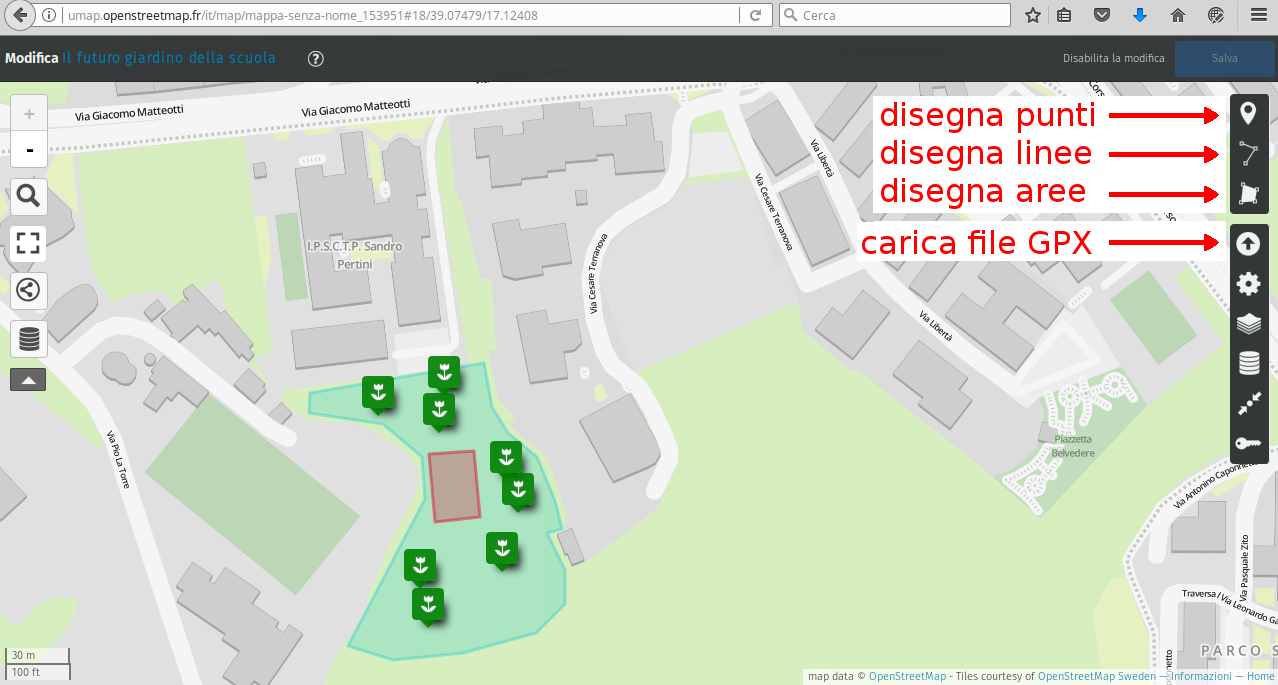 umap.openstreetmap.fr/it/map/mappa-senza-nome_153951#18/39.07479/17.12408
Cerca
Modifica Il futuro giardino della scuola
?
Disabilita la modifica
Salva
+
-
Via Giacomo Matteotti
Via Giacomo Matteotti
disegna punti
disegna linee
disegna aree
carica file GPX
Via Libertà
Via Cesare Terranova
Via Cesare Terranova
I.P.S.C.T.P. Sandro
Pertini
Via Libertà
Via Pio La Torre
Piazzetta
Belvedere
Via Antonino Caponnetto
Via Pasquale Zito
Traversa / Via Leonardo Ga
PARCO S
30 m
100 ft
map data © OpenStreetMap - Tiles courtesy of OpenStreetMap Sweden — Informazioni — Home